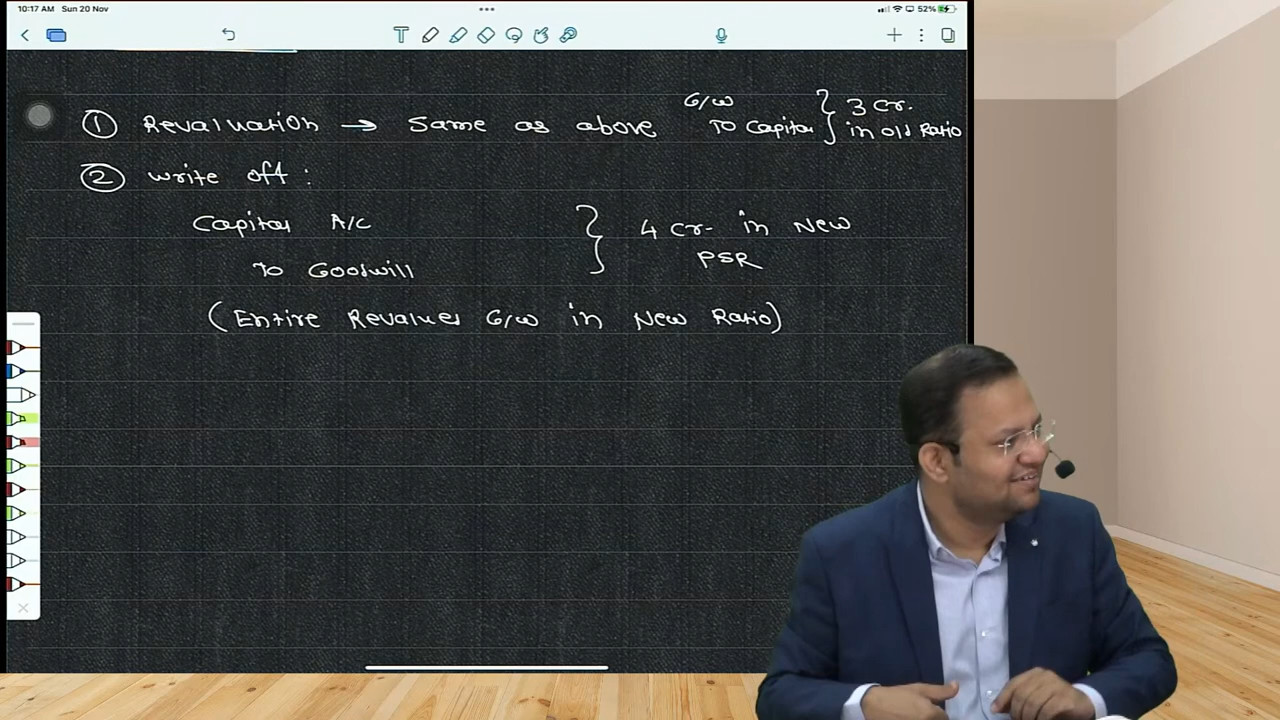 10:17 AM Sun 20 Nov
52%
G/W
① Revaluation → Same as above To Capital } 3 Cr. in old Ratio
② Write off :
Capital A/C
To Goodwill
} 4 Cr. in New PSR
(Entire Revalued G/W in New Ratio)